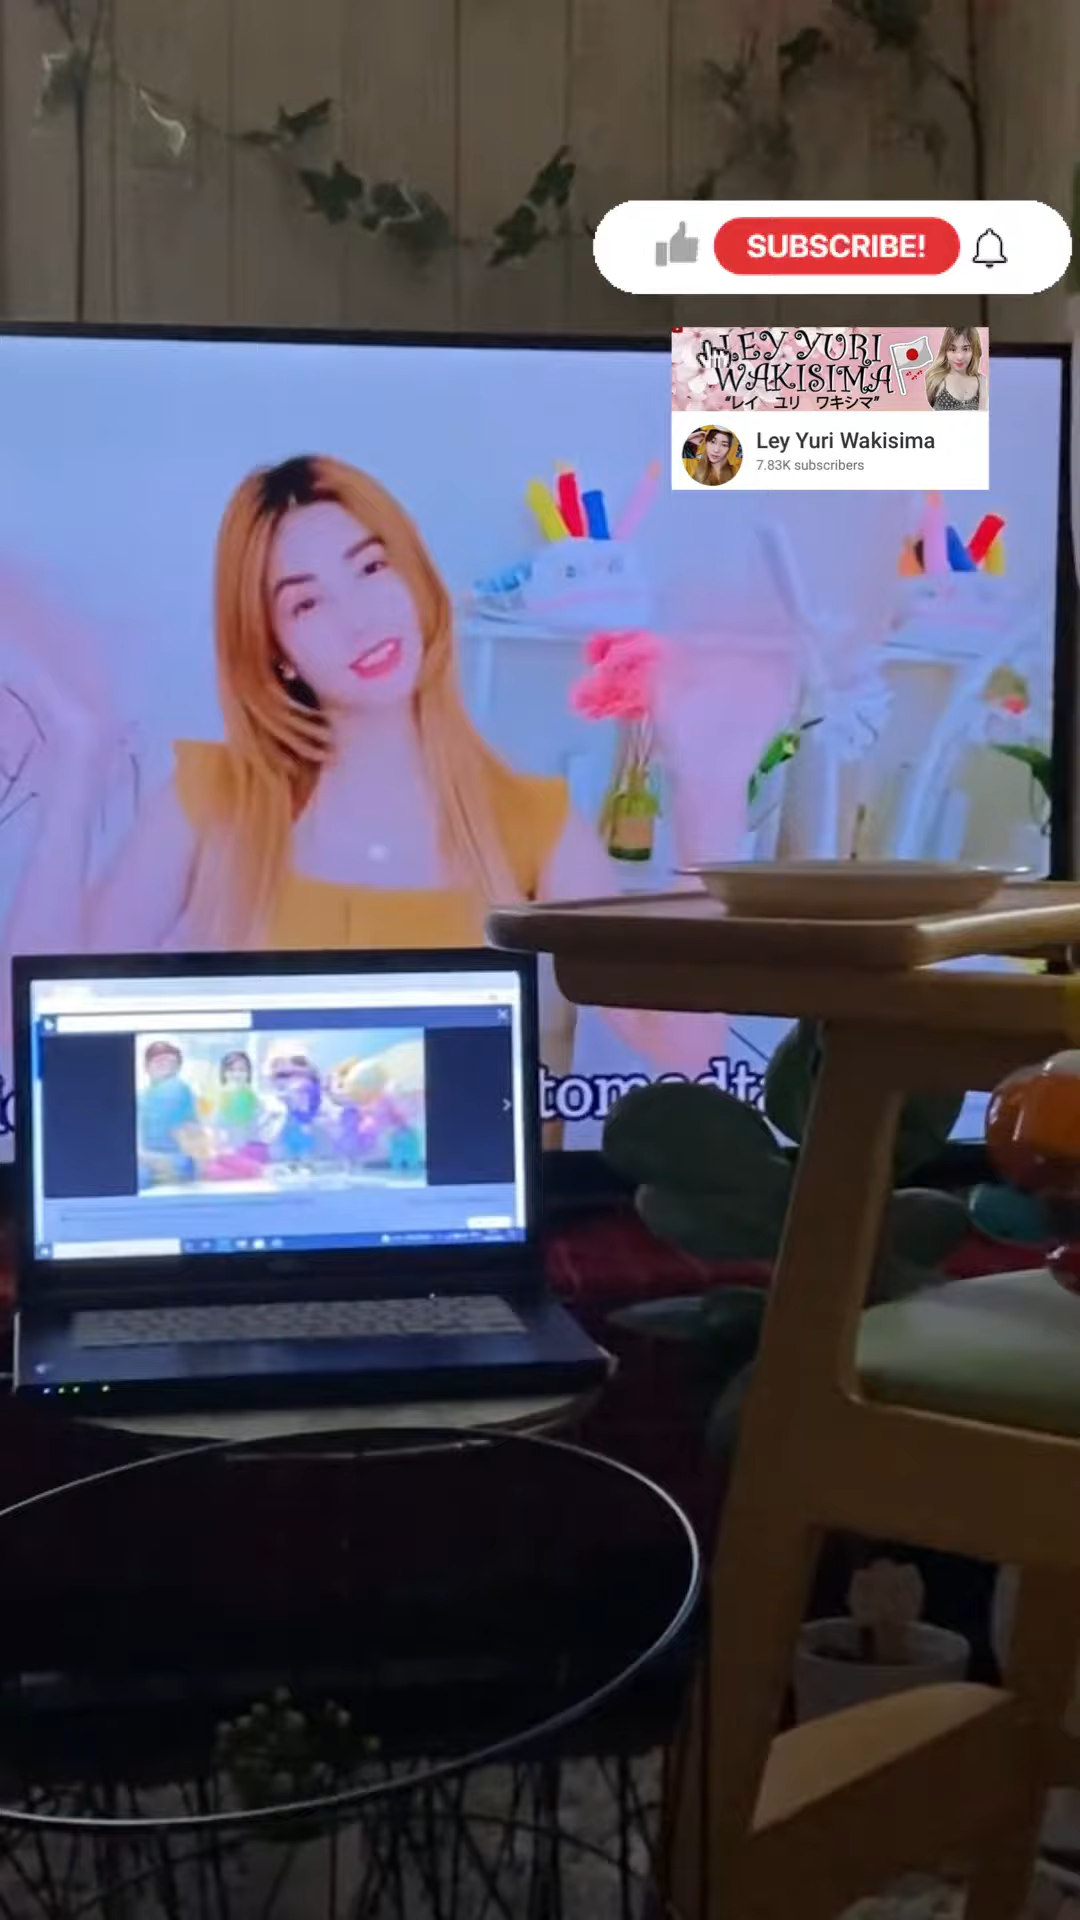 SUBSCRIBE!
LEY YURI
WAKISIMA
"レイ ユリ ワキシマ"
Ley Yuri Wakisima
7.83K subscribers